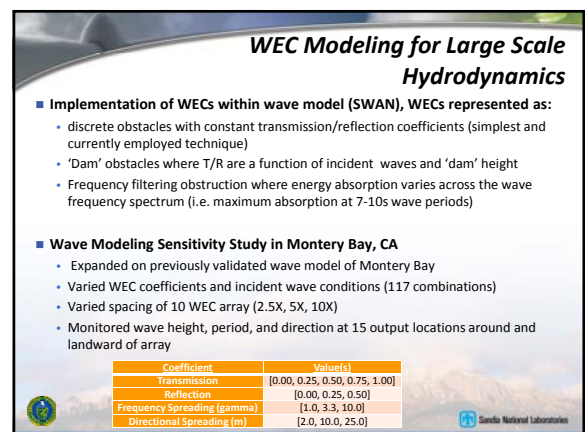 WEC Modeling for Large Scale
Hydrodynamics
Implementation of WECs within wave model (SWAN), WECs represented as:
• discrete obstacles with constant transmission/reflection coefficients (simplest and
currently employed technique)
• ‘Dam’ obstacles where T/R are a function of incident waves and ‘dam’ height
• Frequency filtering obstruction where energy absorption varies across the wave
frequency spectrum (i.e. maximum absorption at 7-10s wave periods)
Wave Modeling Sensitivity Study in Montery Bay, CA
• Expanded on previously validated wave model of Montery Bay
• Varied WEC coefficients and incident wave conditions (117 combinations)
• Varied spacing of 10 WEC array (2.5X, 5X, 10X)
• Monitored wave height, period, and direction at 15 output locations around and
landward of array
Coefficient Value(s)
Transmission [0.00, 0.25, 0.50, 0.75, 1.00]
Reflection [0.00, 0.25, 0.50]
Frequency Spreading (gamma) [1.0, 3.3, 10.0]
Directional Spreading (m) [2.0, 10.0, 25.0]
Sandia National Laboratories